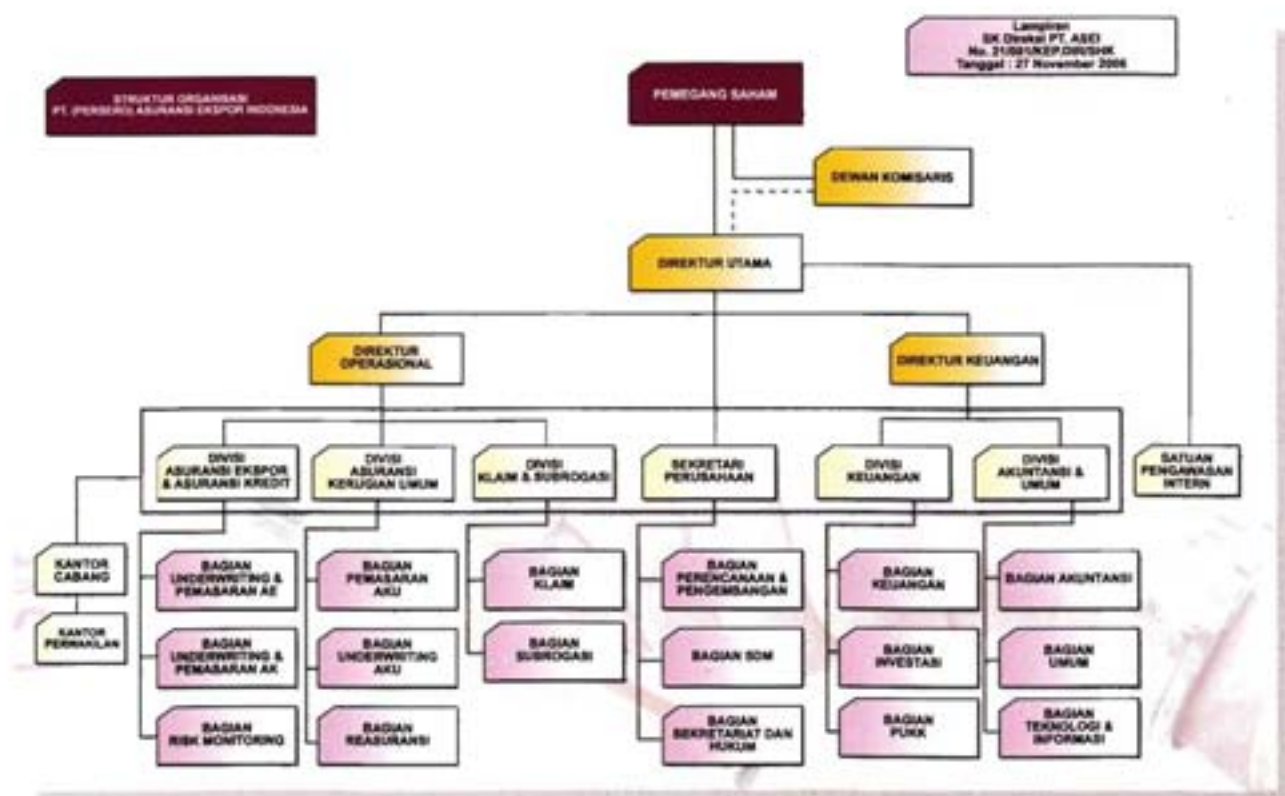 Lampiran
SK Direksi PT. ASEI
Tanggal : 27 November 2006
STRUKTUR ORGANISASI
PT. (PERSERO) ASURANSI EKSPOR INDONESIA
PEMEGANG SAHAM
DEWAN KOMISARIS
DIREKTUR UTAMA
DIREKTUR
OPERASIONAL
DIREKTUR KEUANGAN
DIVISI
ASURANSI EKSPOR
& ASURANSI KREDIT
DIVISI
ASURANSI
KERUGIAN UMUM
DIVISI
KLAIM & SUBROGASI
SEKRETARI
PERUSAHAAN
DIVISI
KEUANGAN
DIVISI
AKUNTANSI &
UMUM
SATUAN
PENGAWASAN
INTERN
KANTOR
CABANG
KANTOR
PERWAKILAN
BAGIAN
UNDERWRITING &
PEMASARAN AE
BAGIAN
UNDERWRITING &
PEMASARAN AK
BAGIAN
RISK MONITORING
BAGIAN
PEMASARAN
AKU
BAGIAN
UNDERWRITING
AKU
BAGIAN
REASURANSI
BAGIAN
KLAIM
BAGIAN
SUBROGASI
BAGIAN
PERENCANAAN &
PENGEMBANGAN
BAGIAN SDM
BAGIAN
SEKRETARIAT DAN
HUKUM
BAGIAN
KEUANGAN
BAGIAN
INVESTASI
BAGIAN
PUKK
BAGIAN AKUNTANSI
BAGIAN
UMUM
BAGIAN
TEKNOLOGI &
INFORMASI